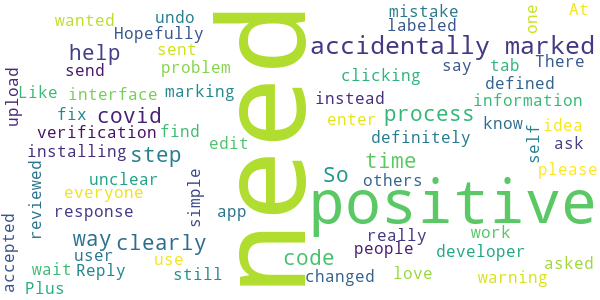 wanted
undo
Hopefully
mistake
one
At
labeled
sent
help
need
accidentally marked
send
problem
say
tab
There
upload
Like
interface
marking
clicking
defined
covid
instead
process
information
fix
find
enter
know
idea
verification
definitely
self
ask
installing
edit
step
time
please
unclear
So
others
reviewed
everyone
simple
positive
response
app
really
work
accepted
way
clearly
code
people
developer
user
use
asked
wait
Reply
still
changed
love
warning
Plus